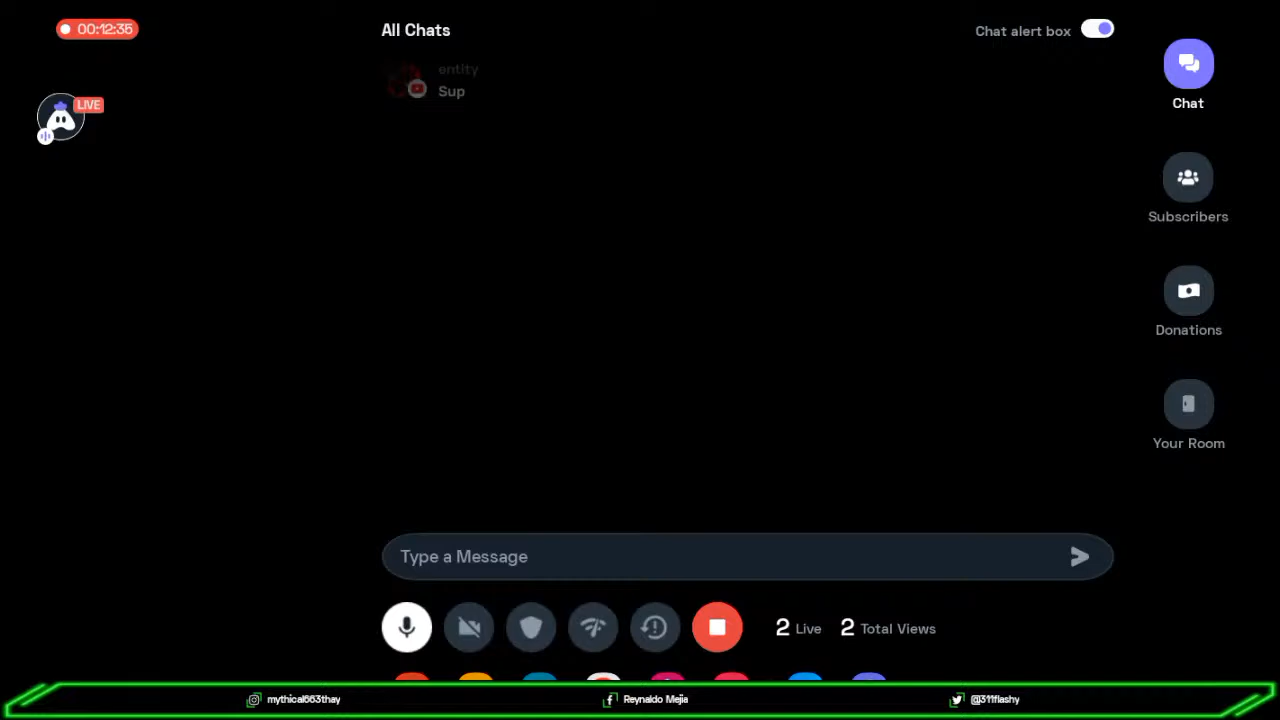 00:12:35
All Chats
Chat alert box
entity
Sup
LIVE
Chat
Subscribers
Donations
Your Room
Type a Message
2 Live 2 Total Views
mythical663thay
Reynaldo Mejia
@311flashy